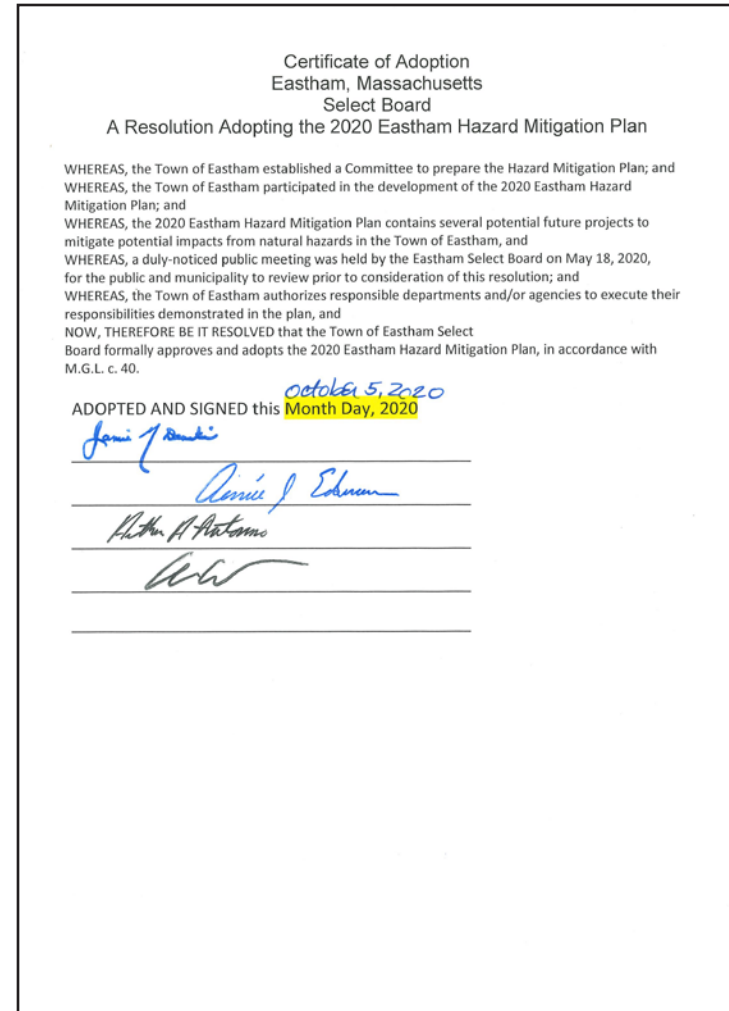 Certificate of Adoption
Eastham, Massachusetts
Select Board
A Resolution Adopting the 2020 Eastham Hazard Mitigation Plan
WHEREAS, the Town of Eastham established a Committee to prepare the Hazard Mitigation Plan; and
WHEREAS, the Town of Eastham participated in the development of the 2020 Eastham Hazard
Mitigation Plan; and
WHEREAS, the 2020 Eastham Hazard Mitigation Plan contains several potential future projects to
mitigate potential impacts from natural hazards in the Town of Eastham, and
WHEREAS, a duly-noticed public meeting was held by the Eastham Select Board on May 18, 2020,
for the public and municipality to review prior to consideration of this resolution; and
WHEREAS, the Town of Eastham authorizes responsible departments and/or agencies to execute their
responsibilities demonstrated in the plan, and
NOW, THEREFORE BE IT RESOLVED that the Town of Eastham Select
Board formally approves and adopts the 2020 Eastham Hazard Mitigation Plan, in accordance with
M.G.L. c. 40.
October 5, 2020
ADOPTED AND SIGNED this Month Day, 2020